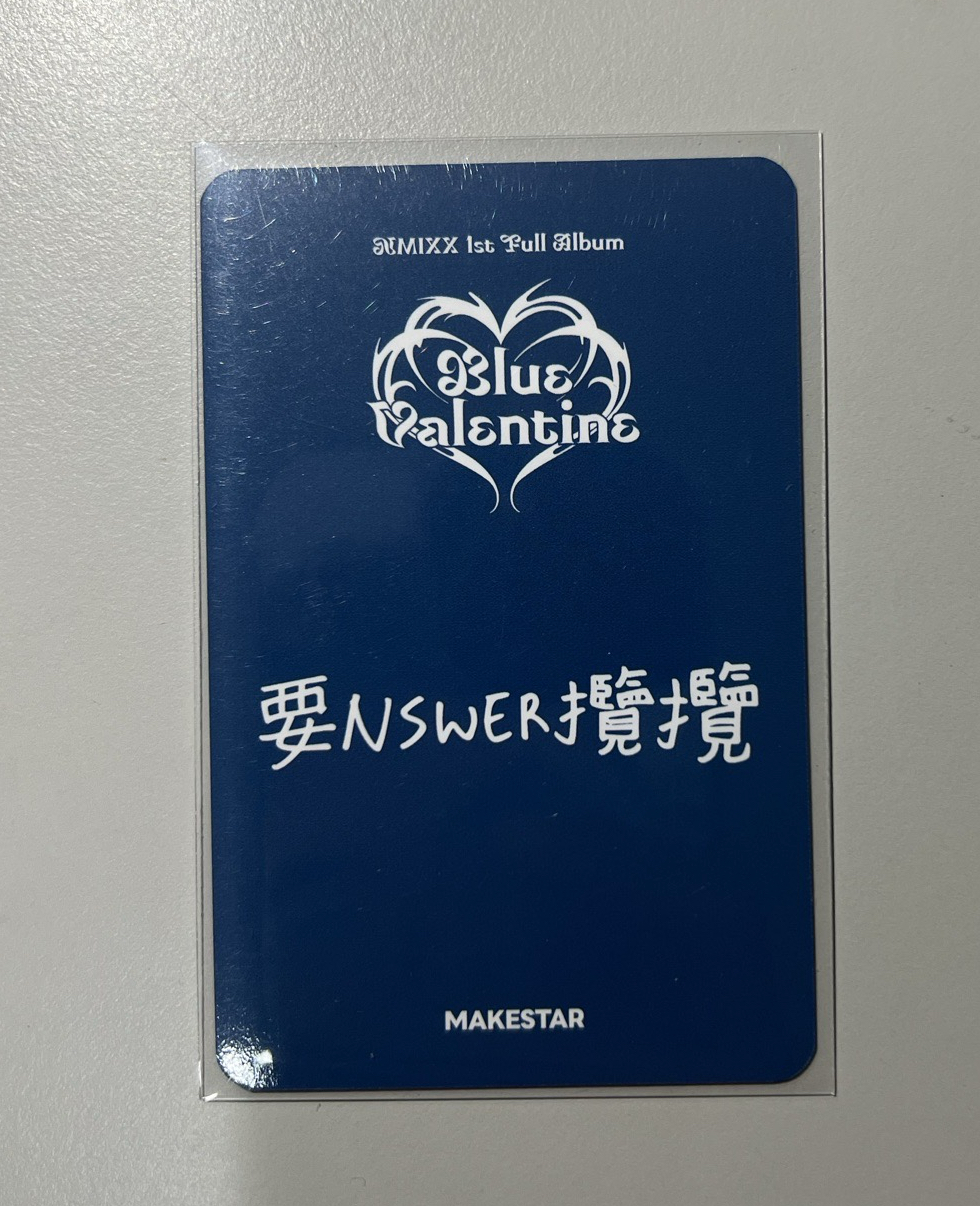 NMIXX 1st Full Album
Blue
Valentine
要NSWER攬攬
MAKESTAR